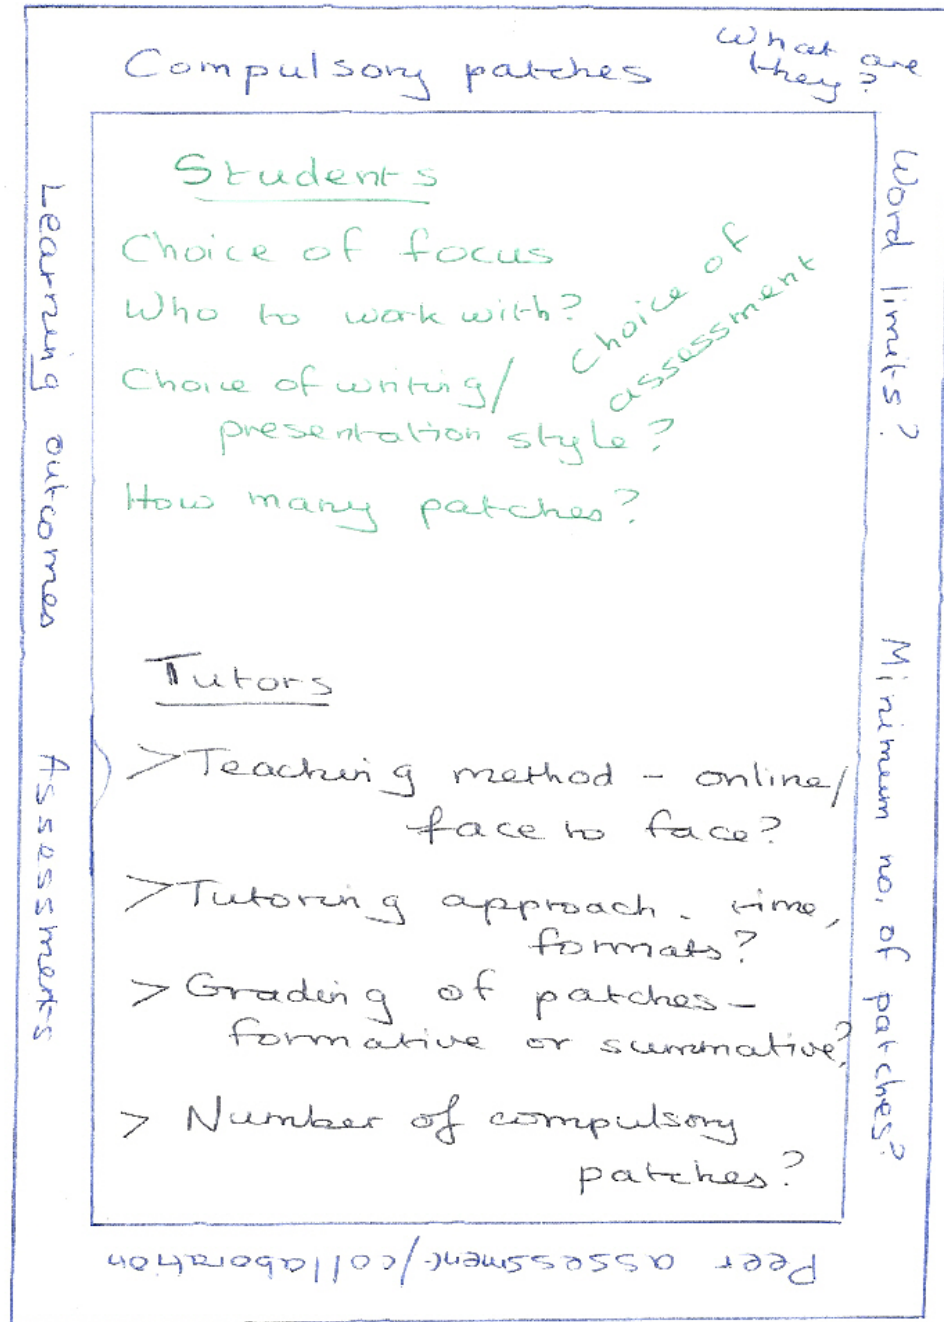 Compulsory patches
What are
they?
Students
Choice of focus
Who to work with?
Choice of
assessment
Choice of writing/
presentation style?
How many patches?
Tutors
> Teaching method - online/
face to face?
> Tutoring approach. time,
formats?
> Grading of patches -
formative or summative?
> Number of compulsory
patches?
Word limits?
Minimum no. of patches?
Peer assessment/collaboration
Learning outcomes
Assessments